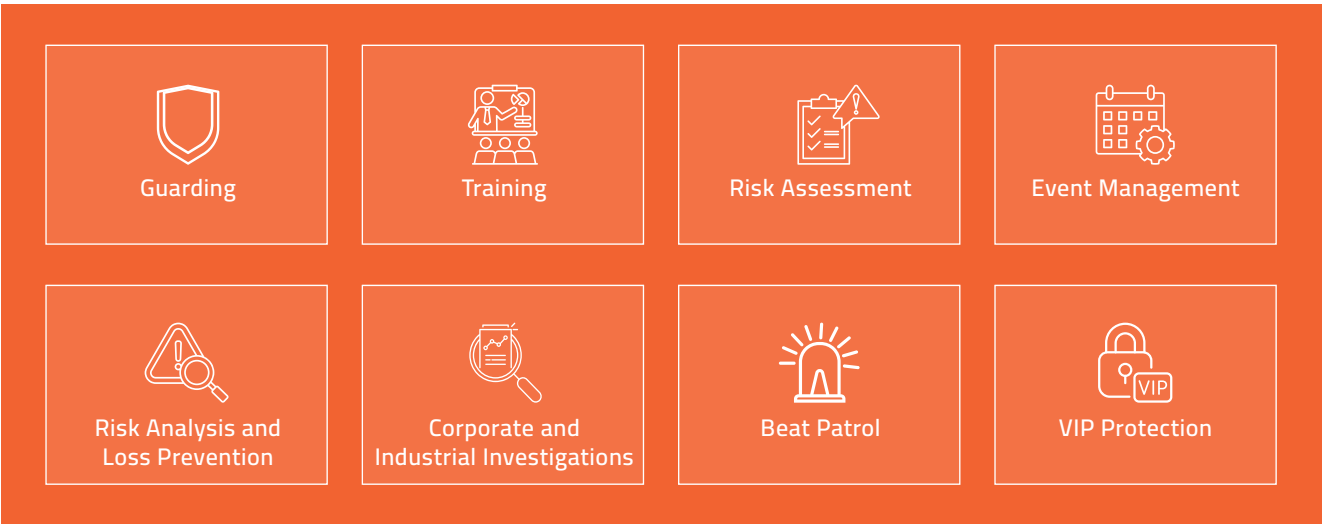 Guarding
Training
Risk Assessment
Event Management
Risk Analysis and
Loss Prevention
Corporate and
Industrial Investigations
Beat Patrol
VIP
VIP Protection